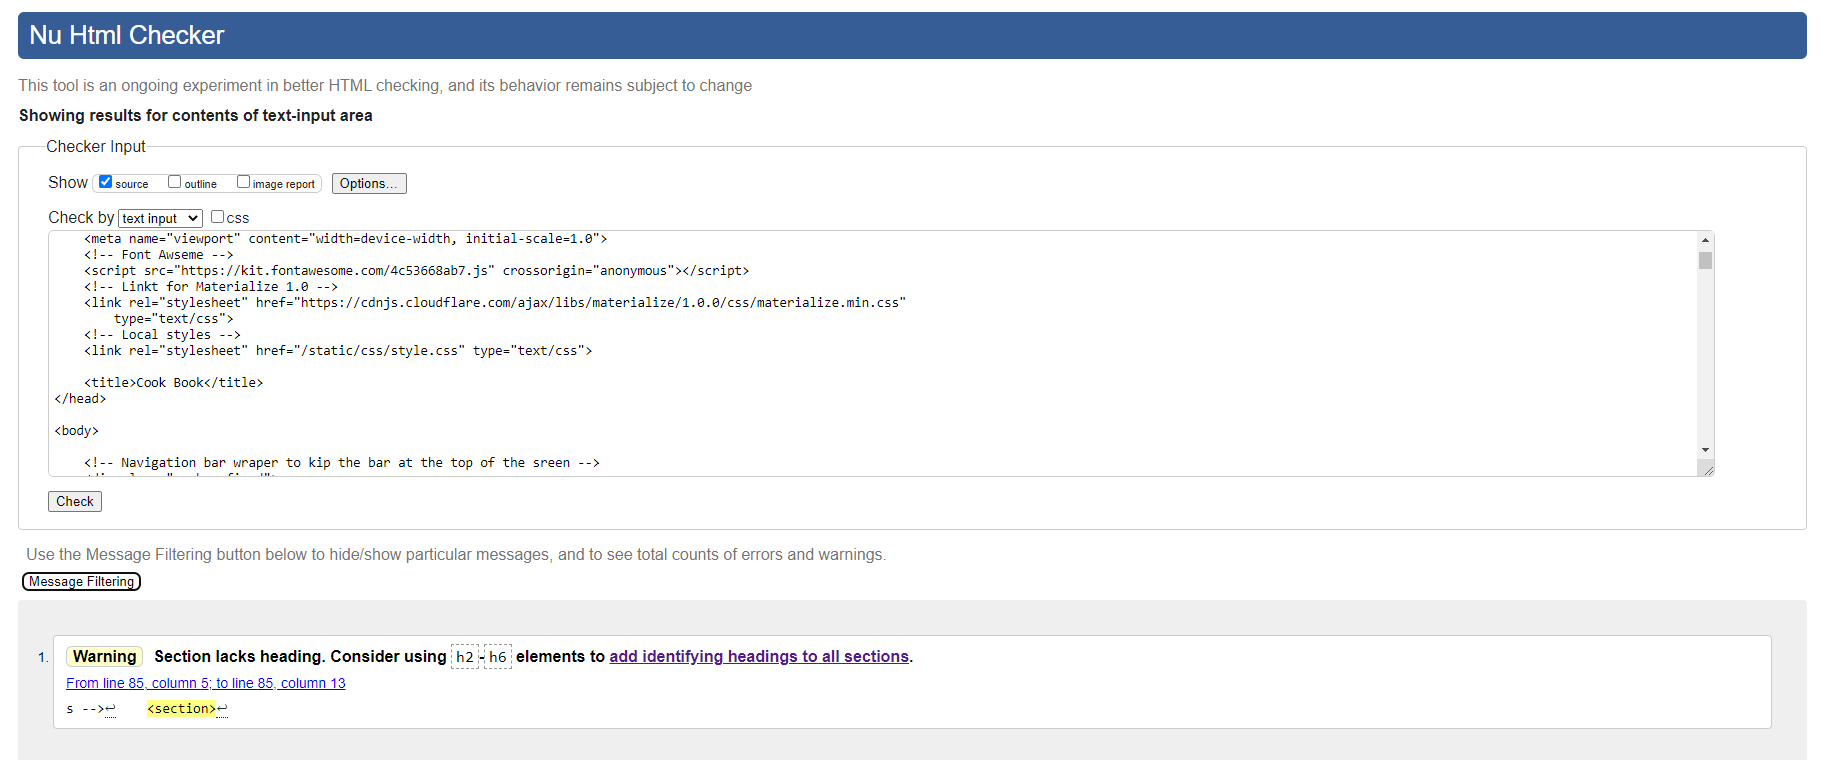 Nu Html Checker
This tool is an ongoing experiment in better HTML checking, and its behavior remains subject to change
Showing results for contents of text-input area
Checker Input
Show source outline image report Options...
Check by text input css
<meta name="viewport" content="width=device-width, initial-scale=1.0">
<!-- Font Awseme -->
<script src="https://kit.fontawesome.com/4c53668ab7.js" crossorigin="anonymous"></script>
<!-- Linkt for Materialize 1.0 -->
<link rel="stylesheet" href="https://cdnjs.cloudflare.com/ajax/libs/materialize/1.0.0/css/materialize.min.css"
type="text/css">
<!-- Local styles -->
<link rel="stylesheet" href="/static/css/style.css" type="text/css">
<title>Cook Book</title>
</head>
<body>
<!-- Navigation bar wraper to kip the bar at the top of the sreen -->
Check
Use the Message Filtering button below to hide/show particular messages, and to see total counts of errors and warnings.
Message Filtering
1. Warning Section lacks heading. Consider using h2-h6 elements to add identifying headings to all sections.
From line 85, column 5; to line 85, column 13
s -->↩ <section>↩